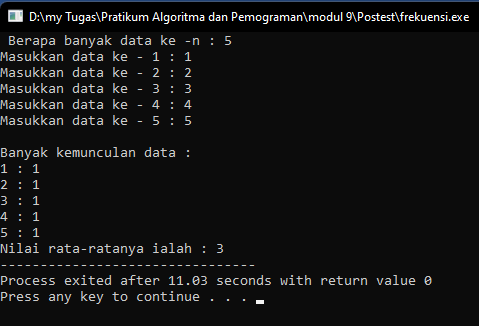 D:\my Tugas\Pratikum Algoritma dan Pemograman\modul 9\Postest\frekuensi.exe
Berapa banyak data ke -n : 5
Masukkan data ke - 1 : 1
Masukkan data ke - 2 : 2
Masukkan data ke - 3 : 3
Masukkan data ke - 4 : 4
Masukkan data ke - 5 : 5

Banyak kemunculan data :
1 : 1
2 : 1
3 : 1
4 : 1
5 : 1
Nilai rata-ratanya ialah : 3
--------------------------------
Process exited after 11.03 seconds with return value 0
Press any key to continue . . .